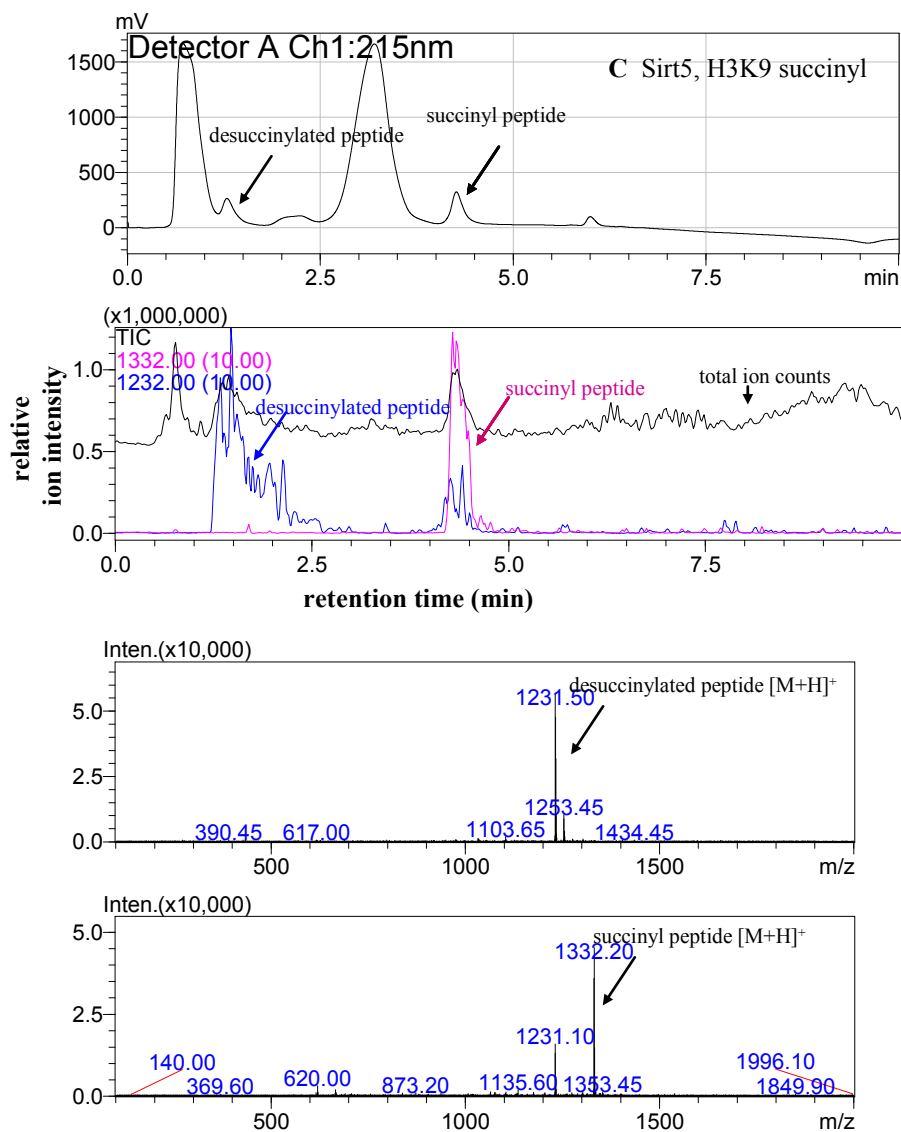 mV
Detector A Ch1:215nm
C Sirt5, H3K9 succinyl
1500
1000
500
0
desuccinylated peptide
succinyl peptide
0.0 2.5 5.0 7.5 min
(x1,000,000)
TIC
1332.00 (10.00)
1232.00 (10.00)
1.0
0.5
0.0
desuccinylated peptide
succinyl peptide
total ion counts
relative
ion intensity
0.0 2.5 5.0 7.5
retention time (min)
Inten.(x10,000)
desuccinylated peptide [M+H]+
5.0
2.5
0.0
1231.50
1253.45
390.45 617.00 1103.65 1434.45
500 1000 1500 m/z
Inten.(x10,000)
succinyl peptide [M+H]+
5.0
2.5
0.0
1332.20
1231.10
140.00 1996.10
369.60 620.00 873.20 1135.60 1353.45 1849.90
500 1000 1500 m/z